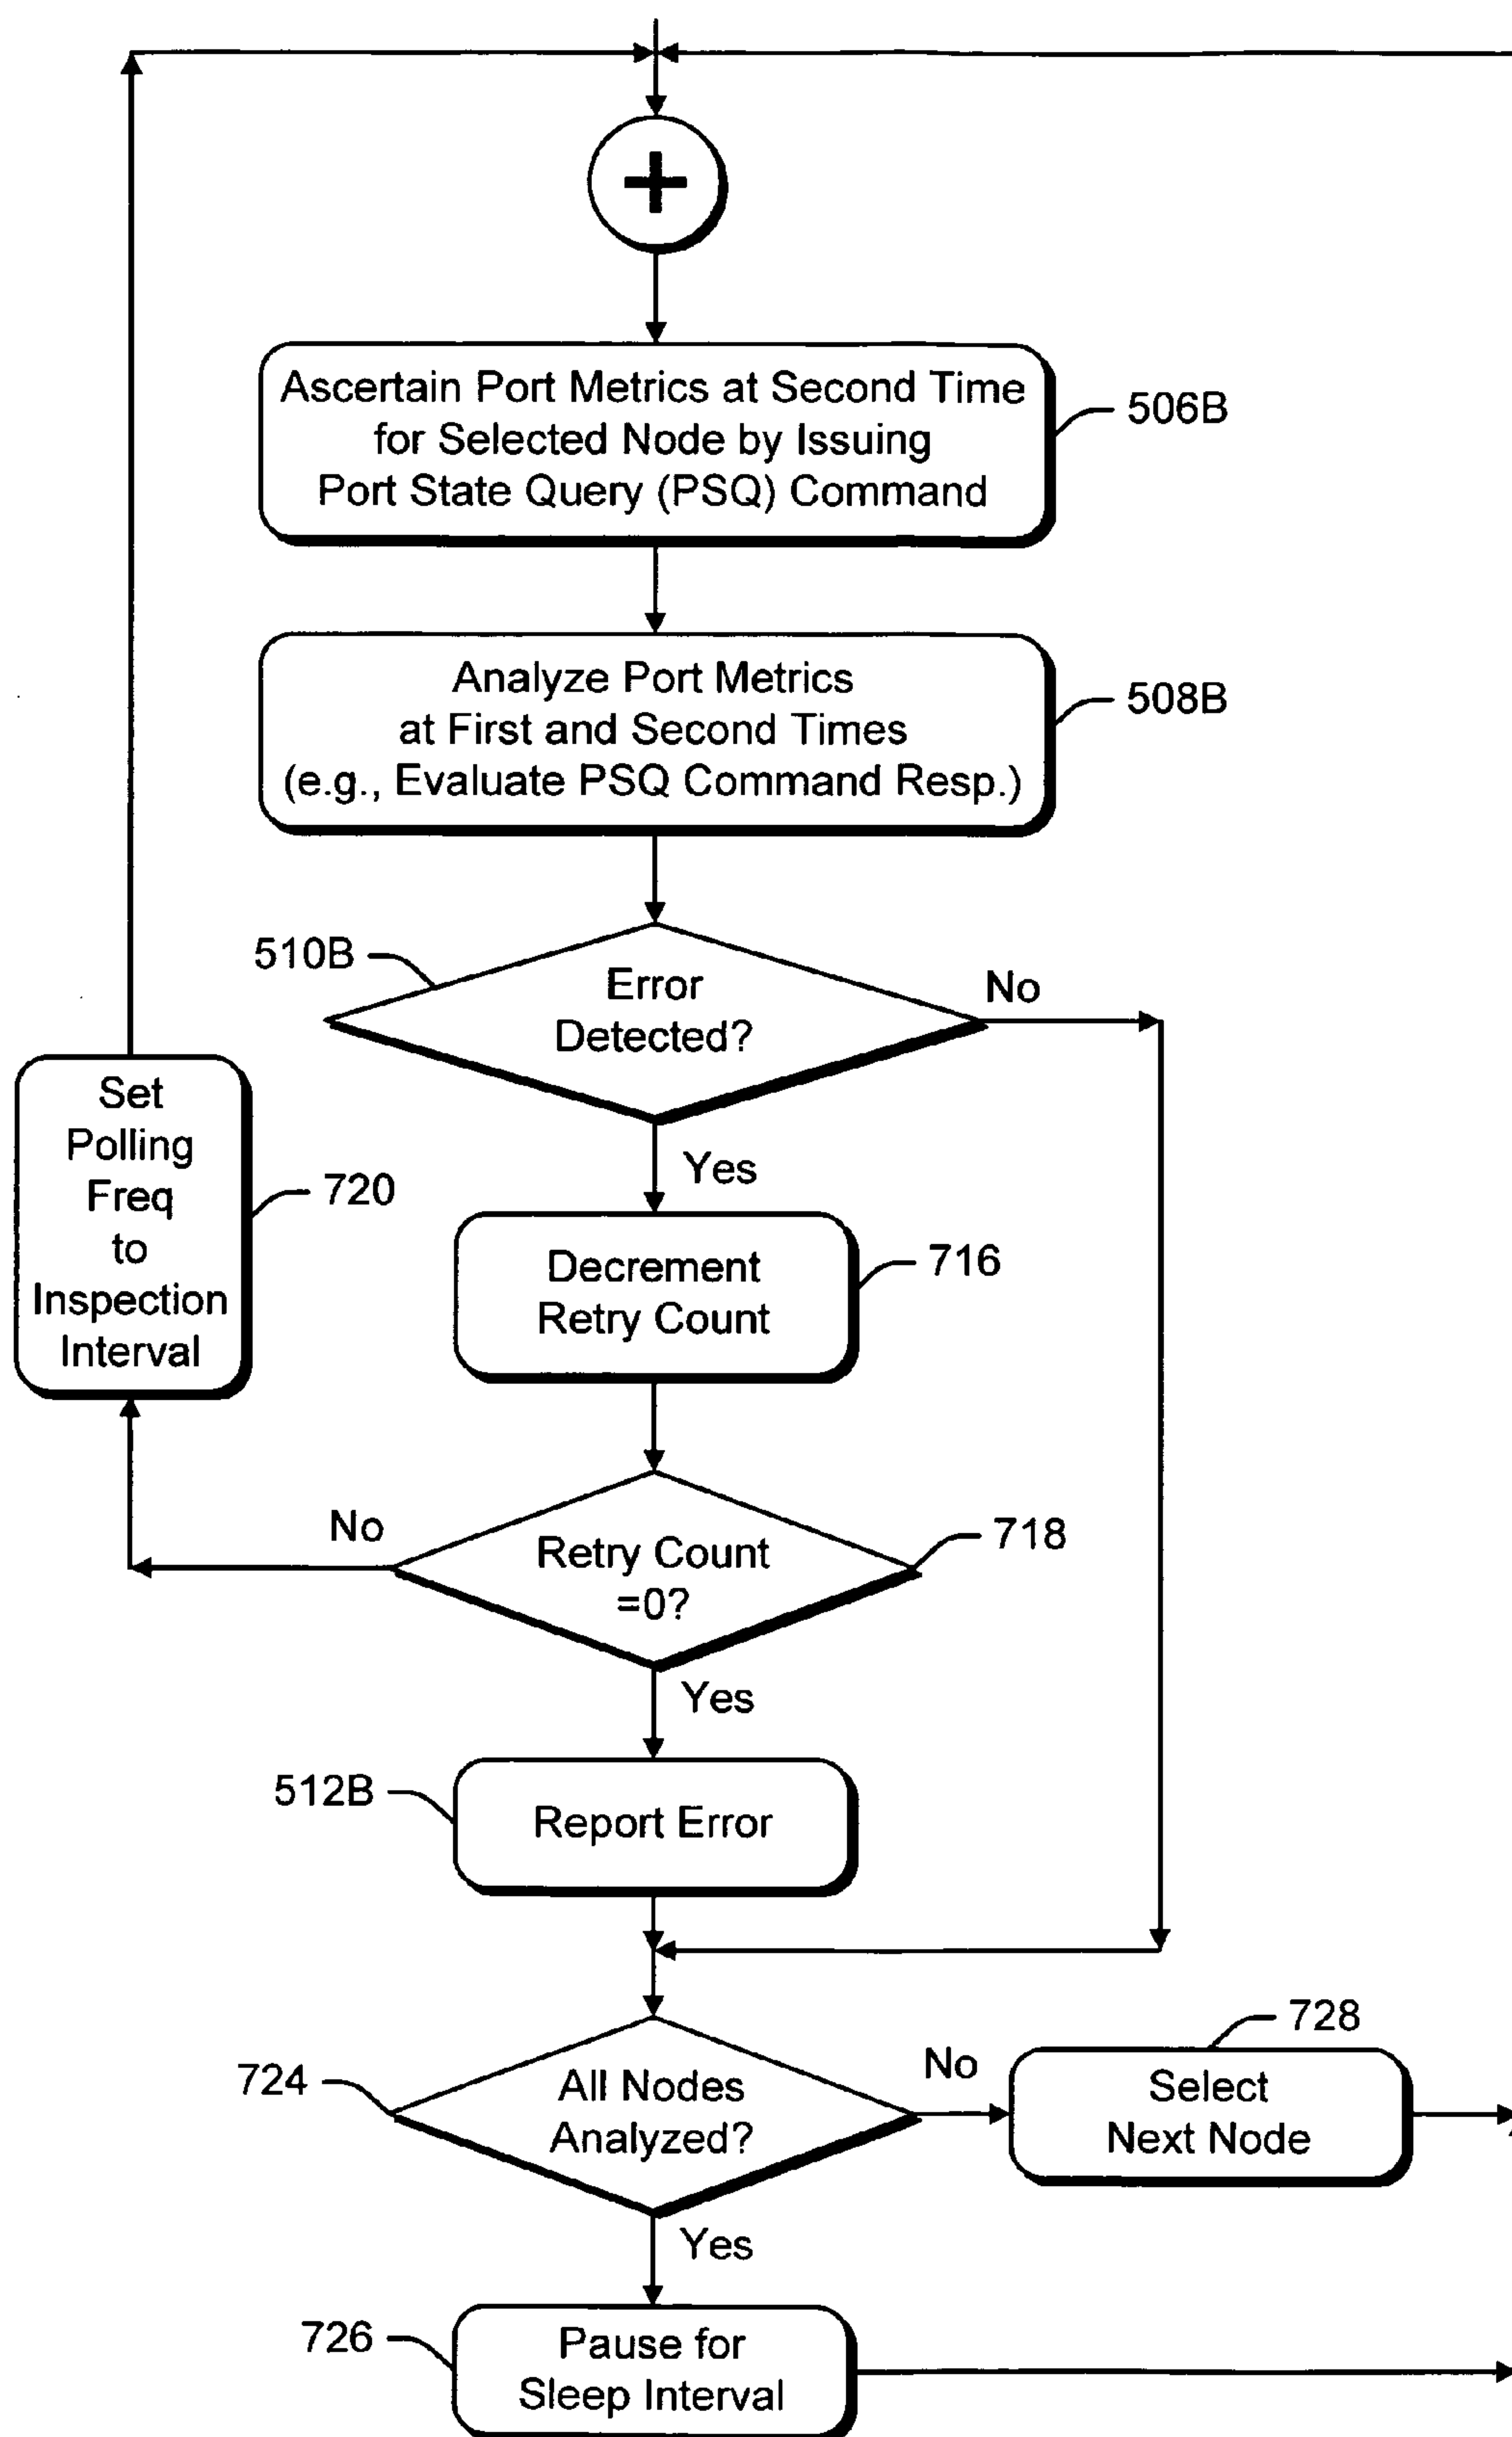 Ascertain Port Metrics at Second Time
for Selected Node by Issuing
Port State Query (PSQ) Command
506B
Analyze Port Metrics
at First and Second Times
(e.g., Evaluate PSQ Command Resp.)
508B
510B
Error
Detected?
No
Yes
Set
Polling
Freq
to
Inspection
Interval
720
Decrement
Retry Count
716
No
Retry Count
=0?
718
Yes
512B
Report Error
724
All Nodes
Analyzed?
No
728
Select
Next Node
Yes
726
Pause for
Sleep Interval